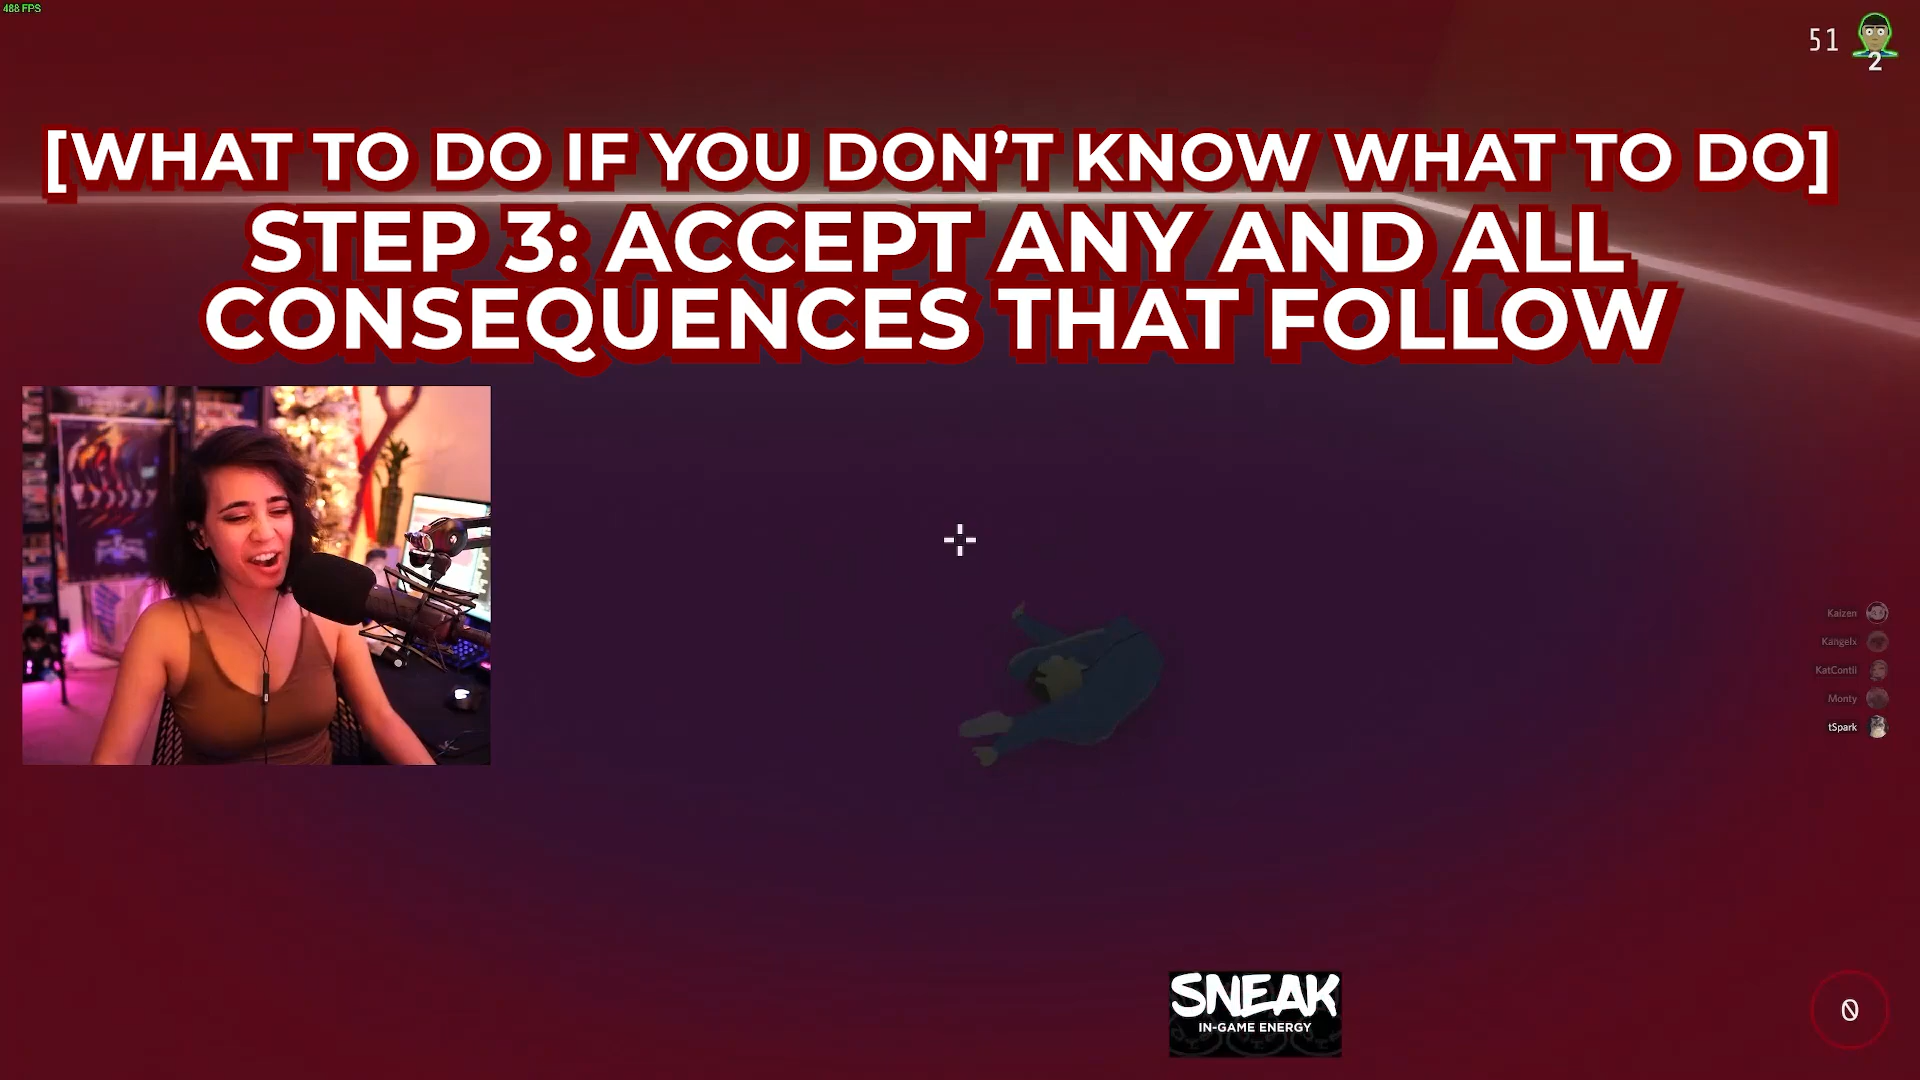 488 FPS
51
2
[WHAT TO DO IF YOU DON’T KNOW WHAT TO DO]
STEP 3: ACCEPT ANY AND ALL
CONSEQUENCES THAT FOLLOW
Kaizen
Kangelx
KatContii
Monty
tSpark
SNEAK
IN-GAME ENERGY
0